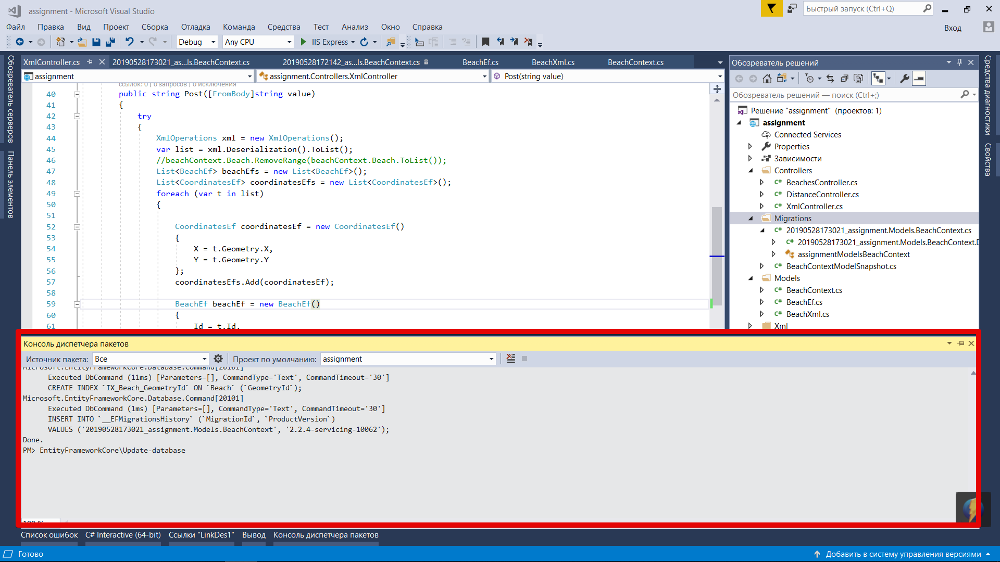 assignment - Microsoft Visual Studio
Быстрый запуск (Ctrl+Q)
Файл Правка Вид Проект Сборка Отладка Команда Средства Тест Анализ Окно Справка
Вход
Debug Any CPU IIS Express
XmlController.cs 20190528173021_as...ls.BeachContext.cs 20190528172142_as...ls.BeachContext.cs BeachEf.cs BeachXml.cs BeachContext.cs
assignment assignment.Controllers.XmlController Post(string value)
ссылок: 0 | 0 запросов | 0 исключения
40 public string Post([FromBody]string value)
41 {
42 try
43 {
44 XmlOperations xml = new XmlOperations();
45 var list = xml.Deserialization().ToList();
46 //beachContext.Beach.RemoveRange(beachContext.Beach.ToList());
47 List<BeachEf> beachEfs = new List<BeachEf>();
48 List<CoordinatesEf> coordinatesEfs = new List<CoordinatesEf>();
49 foreach (var t in list)
50 {
51
52 CoordinatesEf coordinatesEf = new CoordinatesEf()
53 {
54 X = t.Geometry.X,
55 Y = t.Geometry.Y
56 };
57 coordinatesEfs.Add(coordinatesEf);
58
59 BeachEf beachEf = new BeachEf()
60 {
61 Id = t.Id,
Обозреватель серверов
Панель элементов
Обозреватель решений
Обозреватель решений — поиск (Ctrl+;)
Решение "assignment" (проектов: 1)
assignment
Connected Services
Properties
Зависимости
Controllers
BeachesController.cs
DistanceController.cs
XmlController.cs
Migrations
20190528173021_assignment.Models.BeachContext.cs
20190528173021_assignment.Models.BeachContext.D
assignmentModelsBeachContext
BeachContextModelSnapshot.cs
Models
BeachContext.cs
BeachEf.cs
BeachXml.cs
Xml
Средства диагностики
Свойства
Консоль диспетчера пакетов
Источник пакета: Все Проект по умолчанию: assignment
Microsoft.EntityFrameworkCore.Database.Command[20101]
Executed DbCommand (11ms) [Parameters=[], CommandType='Text', CommandTimeout='30']
CREATE INDEX `IX_Beach_GeometryId` ON `Beach` (`GeometryId`);
Microsoft.EntityFrameworkCore.Database.Command[20101]
Executed DbCommand (1ms) [Parameters=[], CommandType='Text', CommandTimeout='30']
INSERT INTO `__EFMigrationsHistory` (`MigrationId`, `ProductVersion`)
VALUES ('20190528173021_assignment.Models.BeachContext', '2.2.4-servicing-10062');
Done.
PM> EntityFrameworkCore\Update-database
100 %
Список ошибок C# Interactive (64-bit) Ссылки "LinkDes1" Вывод Консоль диспетчера пакетов
Готово
Добавить в систему управления версиями